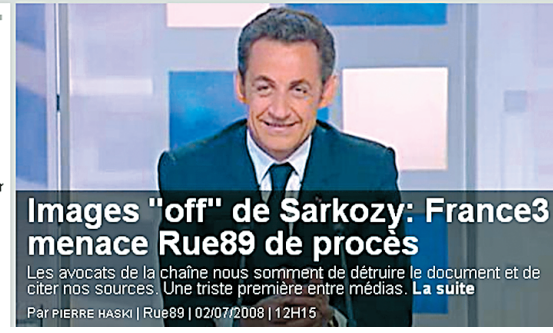 Images "off" de Sarkozy: France3
menace Rue89 de procès
Les avocats de la chaîne nous somment de détruire le document et de
citer nos sources. Une triste première entre médias. La suite
Par PIERRE HASKI | Rue89 | 02/07/2008 | 12H15